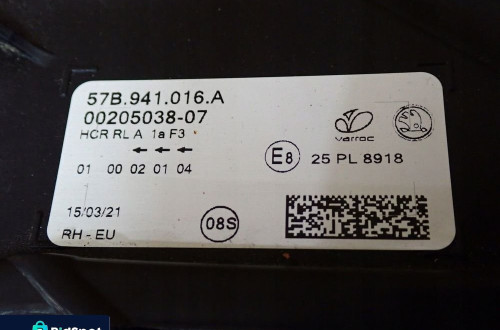 57B.941.016.A
00205038-07
HCR RL A 1a F3
←←←
01 00 02 01 04
varroc
E8 25 PL 8918
15/03/21
08S
RH - EU